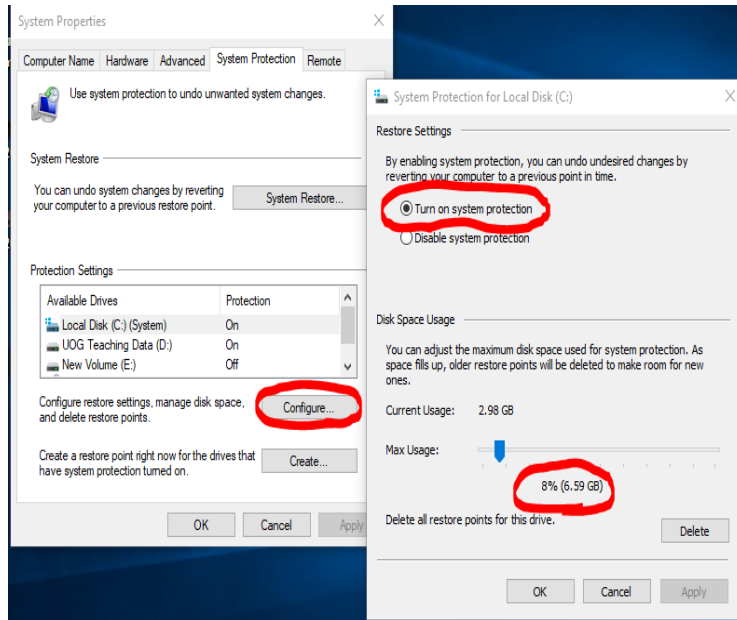 System Properties
Computer Name Hardware Advanced System Protection Remote
Use system protection to undo unwanted system changes.
System Restore
You can undo system changes by reverting
your computer to a previous restore point.
System Restore...
Protection Settings
Available Drives Protection
Local Disk (C:) (System) On
UOG Teaching Data (D:) On
New Volume (E:) Off
Configure restore settings, manage disk space,
and delete restore points.
Configure...
Create a restore point right now for the drives that
have system protection turned on.
Create...
OK Cancel Apply
System Protection for Local Disk (C:)
Restore Settings
By enabling system protection, you can undo undesired changes by
reverting your computer to a previous point in time.
Turn on system protection
Disable system protection
Disk Space Usage
You can adjust the maximum disk space used for system protection. As
space fills up, older restore points will be deleted to make room for new
ones.
Current Usage: 2.98 GB
Max Usage:
8% (6.59 GB)
Delete all restore points for this drive.
Delete
OK Cancel Apply